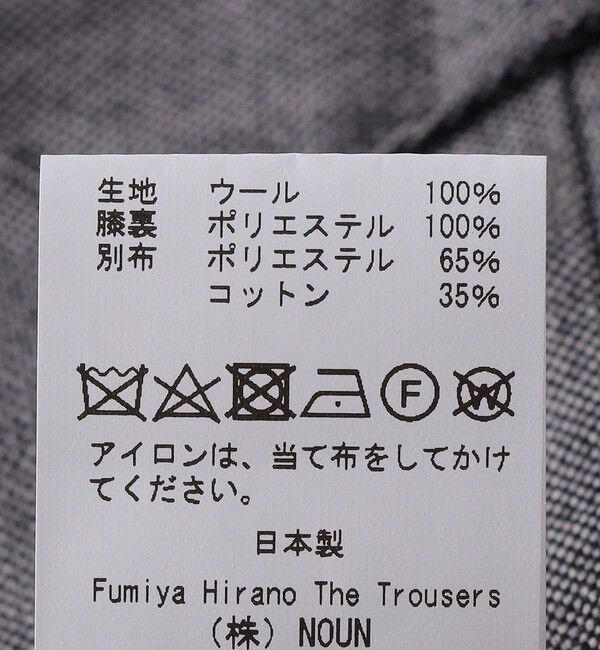 生地 ウール 100%
膝裏 ポリエステル 100%
別布 ポリエステル 65%
コットン 35%
F W
アイロンは、当て布をしてかけ
てください。
日本製
Fumiya Hirano The Trousers
(株) NOUN